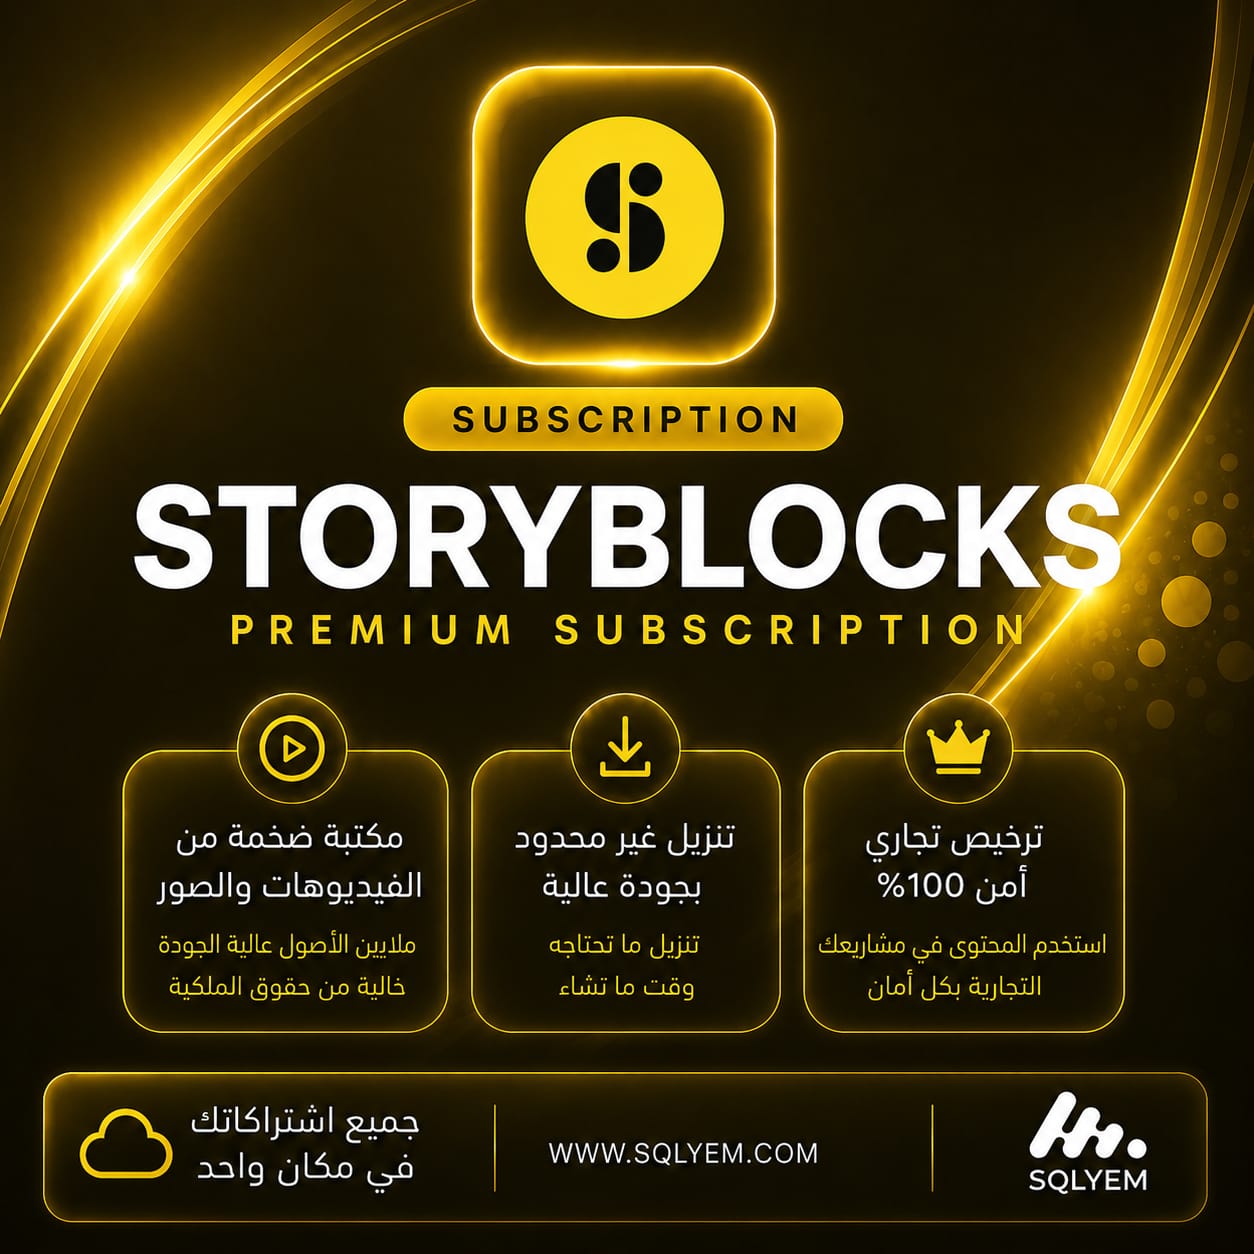 SUBSCRIPTION
STORYBLOCKS
PREMIUM SUBSCRIPTION
ترخيص تجاري
أمن 100%
استخدم المحتوى في مشاريعك
التجارية بكل أمان
تنزيل غير محدود
بجودة عالية
تنزيل ما تحتاجه
وقت ما تشاء
مكتبة ضخمة من
الفيديوهات والصور
ملايين الأصول عالية الجودة
خالية من حقوق الملكية
جميع اشتراكاتك
في مكان واحد
WWW.SQLYEM.COM
SQLYEM